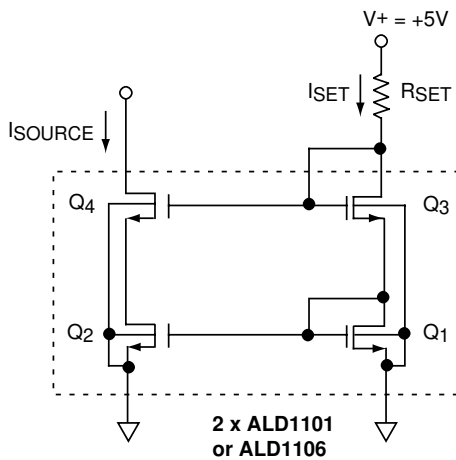 V+ = +5V
ISET
RSET
ISOURCE
Q4
Q3
Q2
Q1
2 x ALD1101
or ALD1106